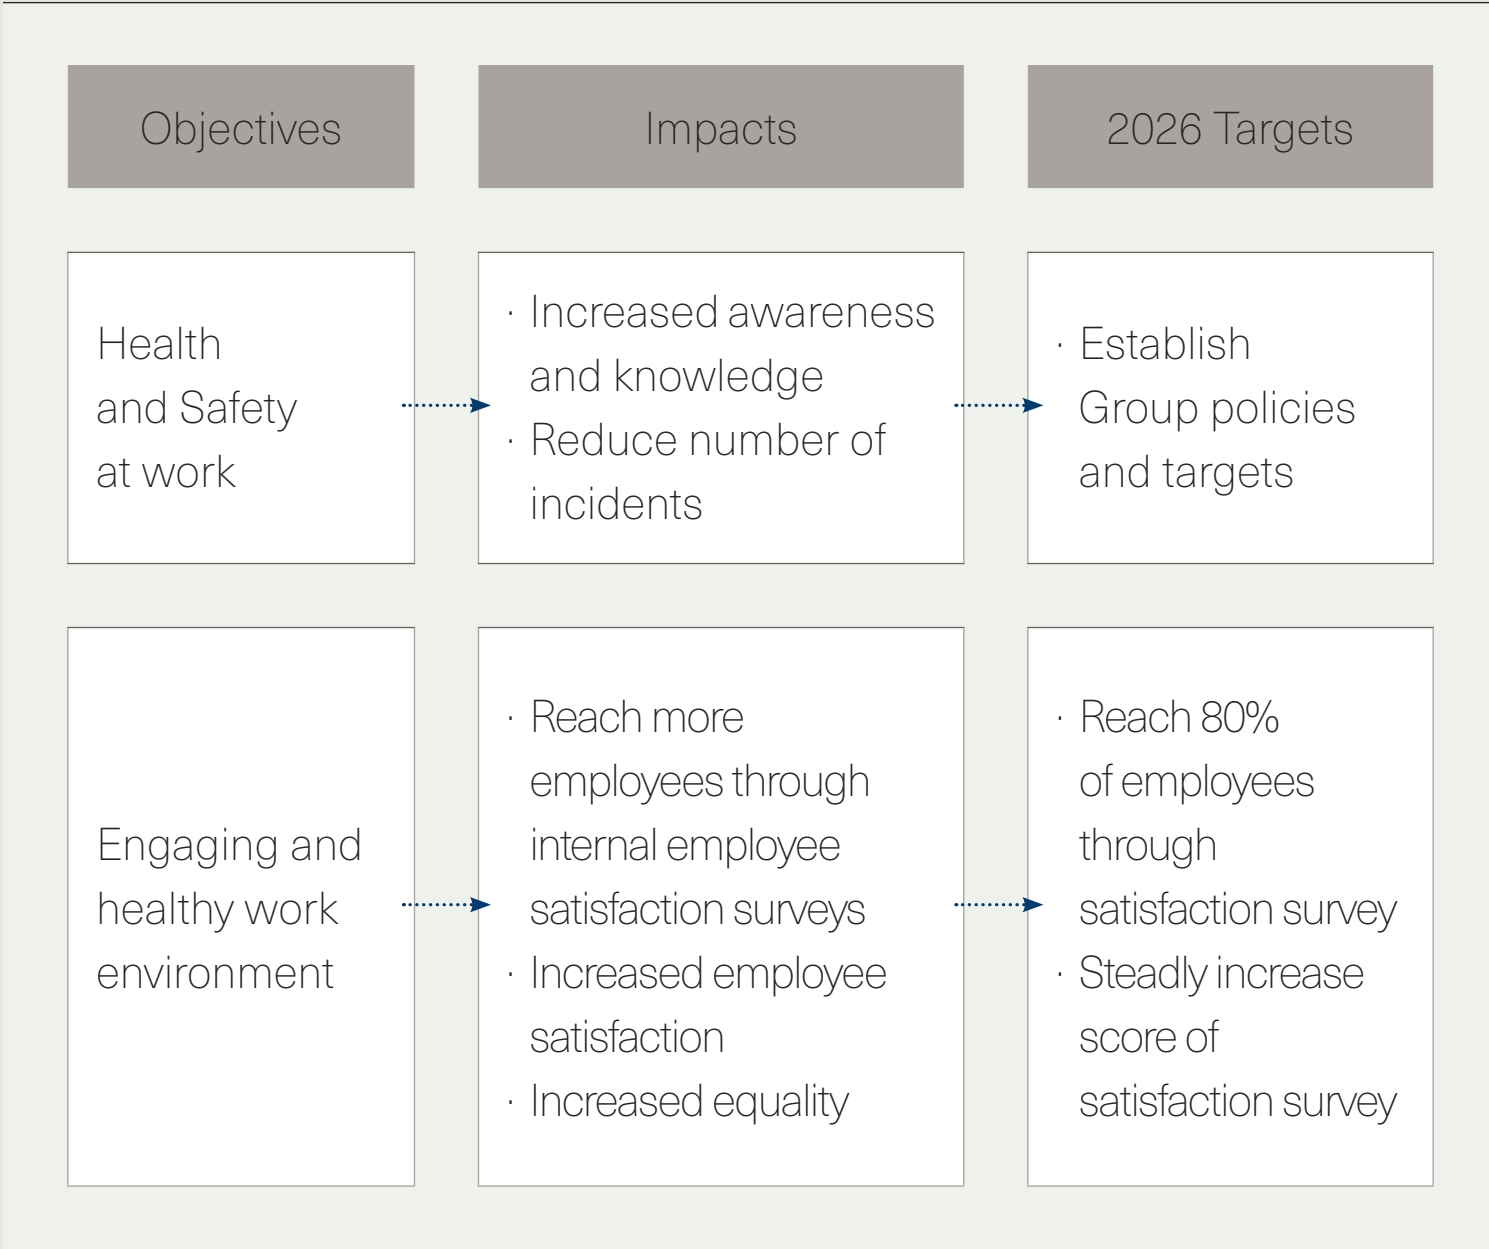 Objectives
Impacts
2026 Targets
Health
and Safety
at work
· Increased awareness
and knowledge
· Reduce number of
incidents
· Establish
Group policies
and targets
Engaging and
healthy work
environment
· Reach more
employees through
internal employee
satisfaction surveys
· Increased employee
satisfaction
· Increased equality
· Reach 80%
of employees
through
satisfaction survey
· Steadly increase
score of
satisfaction survey